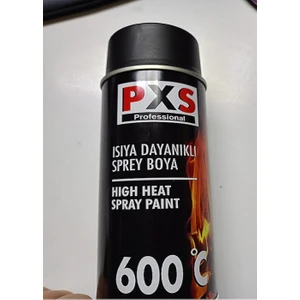 PXS
Professional
ISIYA DAYANIKLI
SPREY BOYA
HIGH HEAT
SPRAY PAINT
600°C